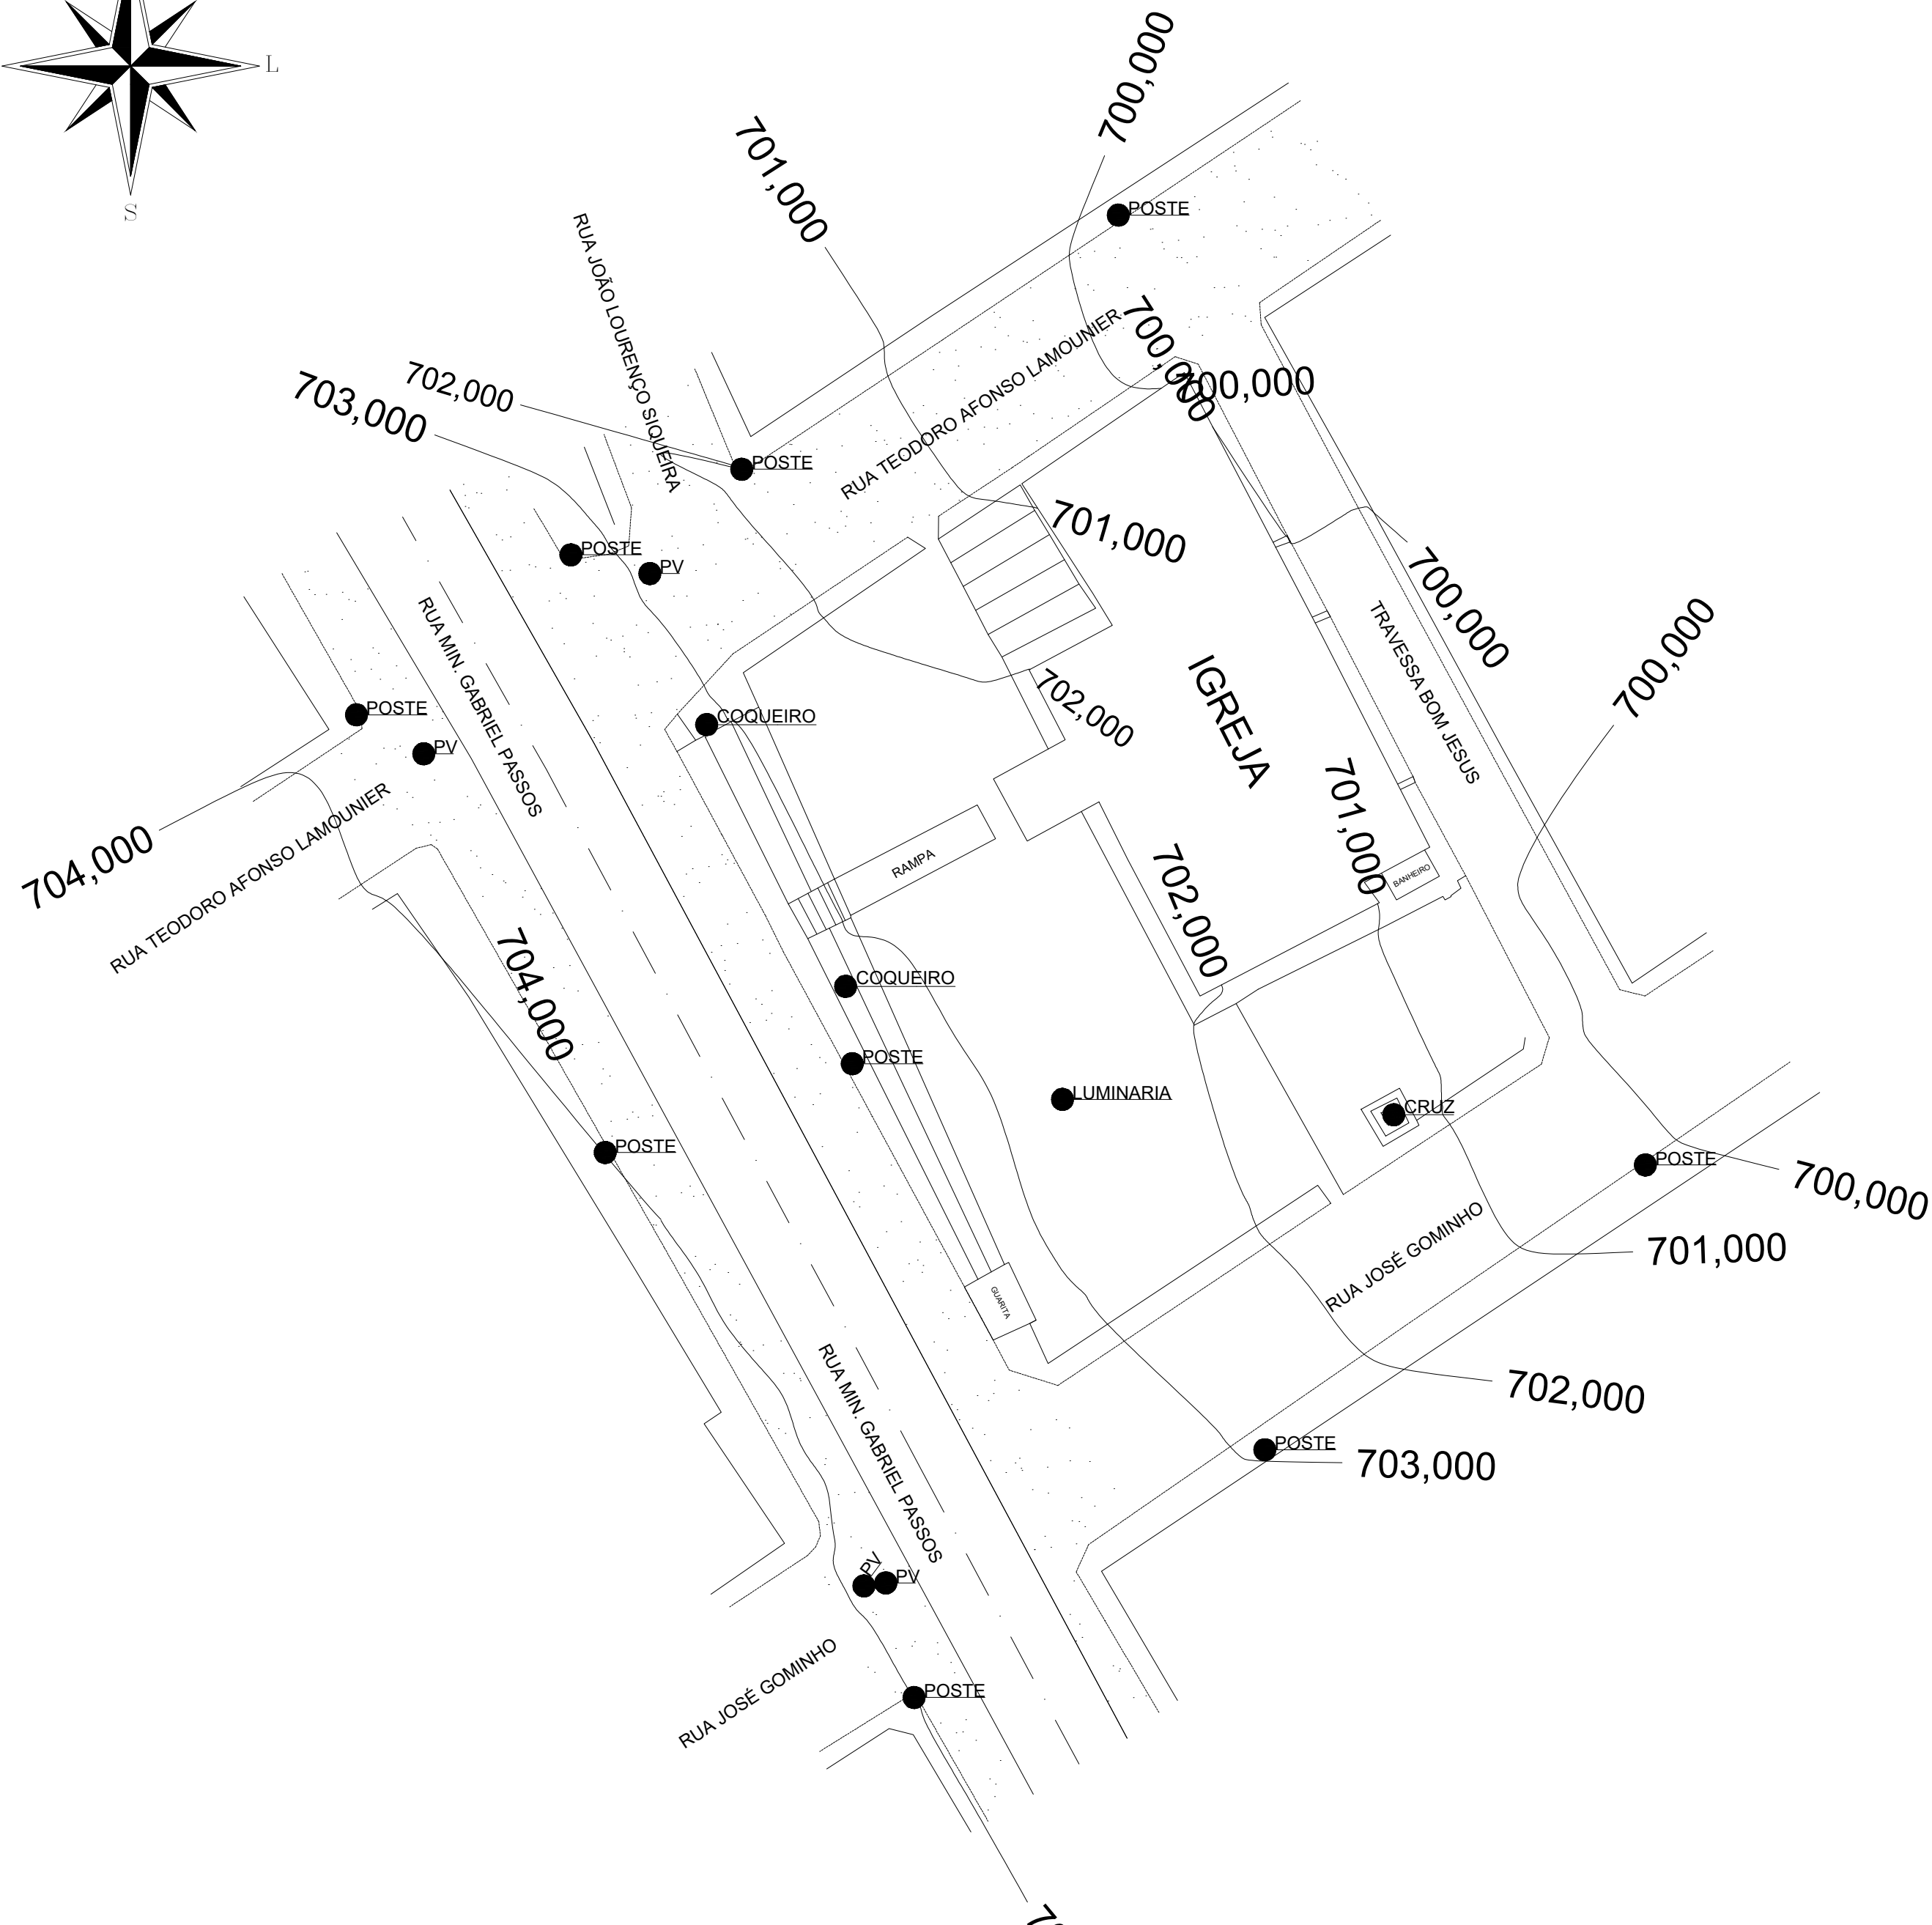 L
S
700,000
701,000
POSTE
RUA JOÃO LOURENÇO SIQUEIRA
700,000
RUA TEODORO AFONSO LAMOUNIER
702,000
703,000
700,000
POSTE
701,000
POSTE
PV
700,000
RUA MIN. GABRIEL PASSOS
TRAVESSA BOM JESUS
700,000
IGREJA
702,000
POSTE
COQUEIRO
PV
701,000
704,000
RUA TEODORO AFONSO LAMOUNIER
RAMPA
BANHEIRO
702,000
704,000
COQUEIRO
POSTE
LUMINARIA
CRUZ
POSTE
POSTE
700,000
RUA JOSÉ GOMINHO
701,000
GUARITA
RUA MIN. GABRIEL PASSOS
702,000
POSTE
703,000
PV
PV
RUA JOSÉ GOMINHO
POSTE